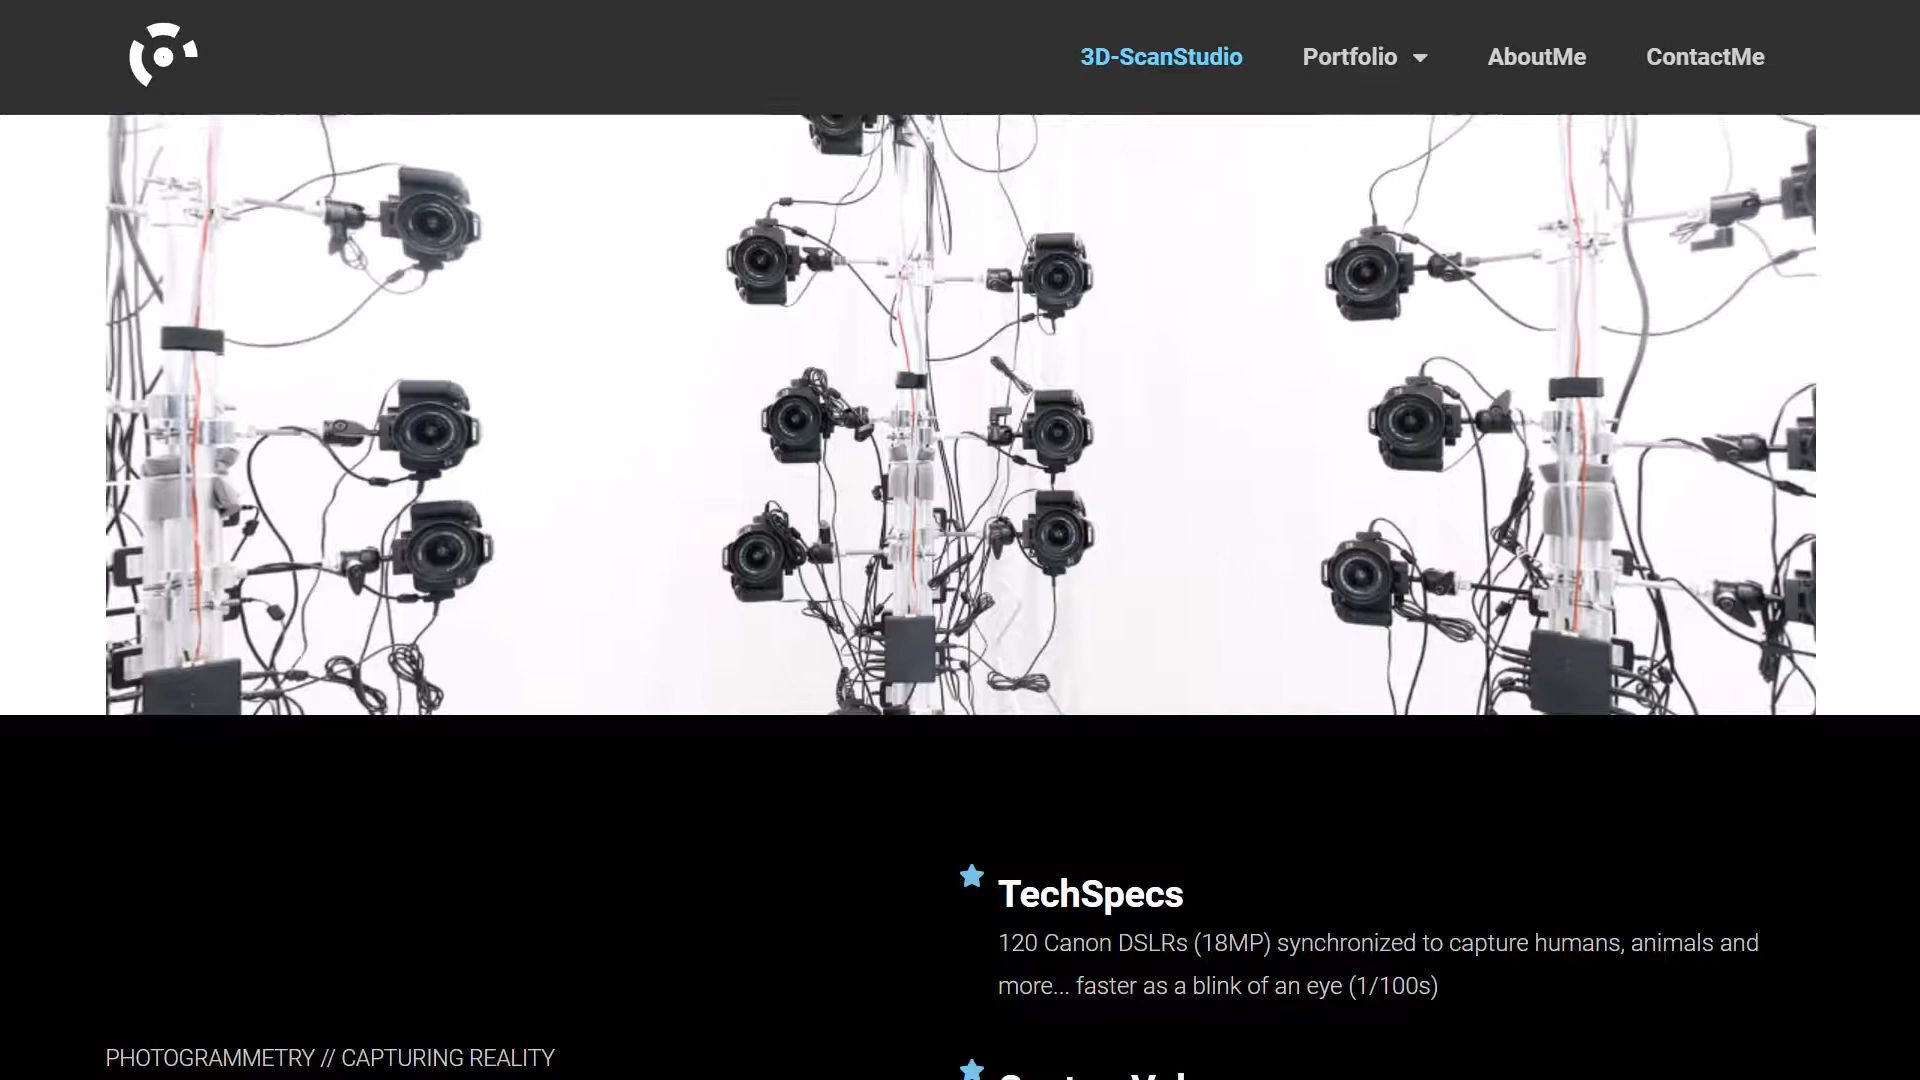 3D-ScanStudio Portfolio AboutMe ContactMe
TechSpecs
120 Canon DSLRs (18MP) synchronized to capture humans, animals and
more... faster as a blink of an eye (1/100s)
PHOTOGRAMMETRY // CAPTURING REALITY